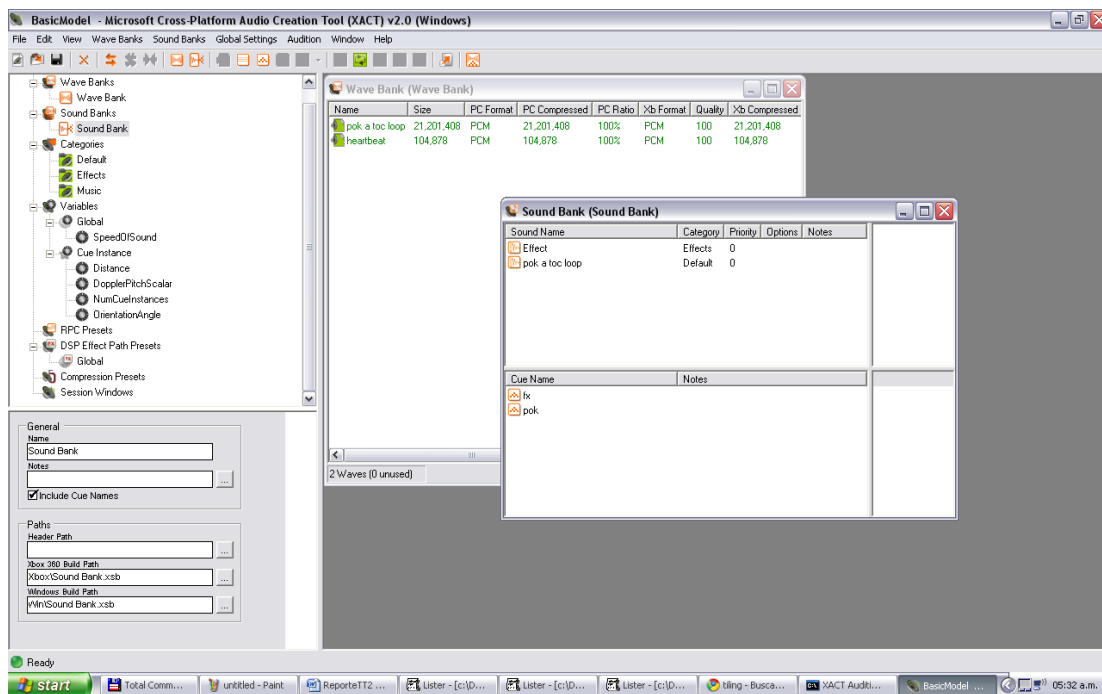 BasicModel - Microsoft Cross-Platform Audio Creation Tool (XACT) v2.0 (Windows)
File Edit View Wave Banks Sound Banks Global Settings Audition Window Help
Wave Banks
Wave Bank
Sound Banks
Sound Bank
Categories
Default
Effects
Music
Variables
Global
SpeedOfSound
Cue Instance
Distance
DopplerPitchScalar
NumCueInstances
OrientationAngle
RPC Presets
DSP Effect Path Presets
Global
Compression Presets
Session Windows
General
Name
Sound Bank
Notes
...
Include Cue Names
Paths
Header Path
...
Xbox 360 Build Path
Xbox\Sound Bank.xsb
...
Windows Build Path
Win\Sound Bank.xsb
...
Wave Bank (Wave Bank)
Name Size PC Format PC Compressed PC Ratio Xb Format Quality Xb Compressed
pok a toc loop 21,201,408 PCM 21,201,408 100% PCM 100 21,201,408
heartbeat 104,878 PCM 104,878 100% PCM 100 104,878
2 Waves (0 unused)
Sound Bank (Sound Bank)
Sound Name Category Priority Options Notes
Effect Effects 0
pok a toc loop Default 0
Cue Name Notes
fx
pok
Ready
start Total Comm... untitled - Paint ReporteTT2 ... Lister - [c:\D... Lister - [c:\D... Lister - [c:\D... tiling - Busca... XACT Auditi... BasicModel ... 05:32 a.m.